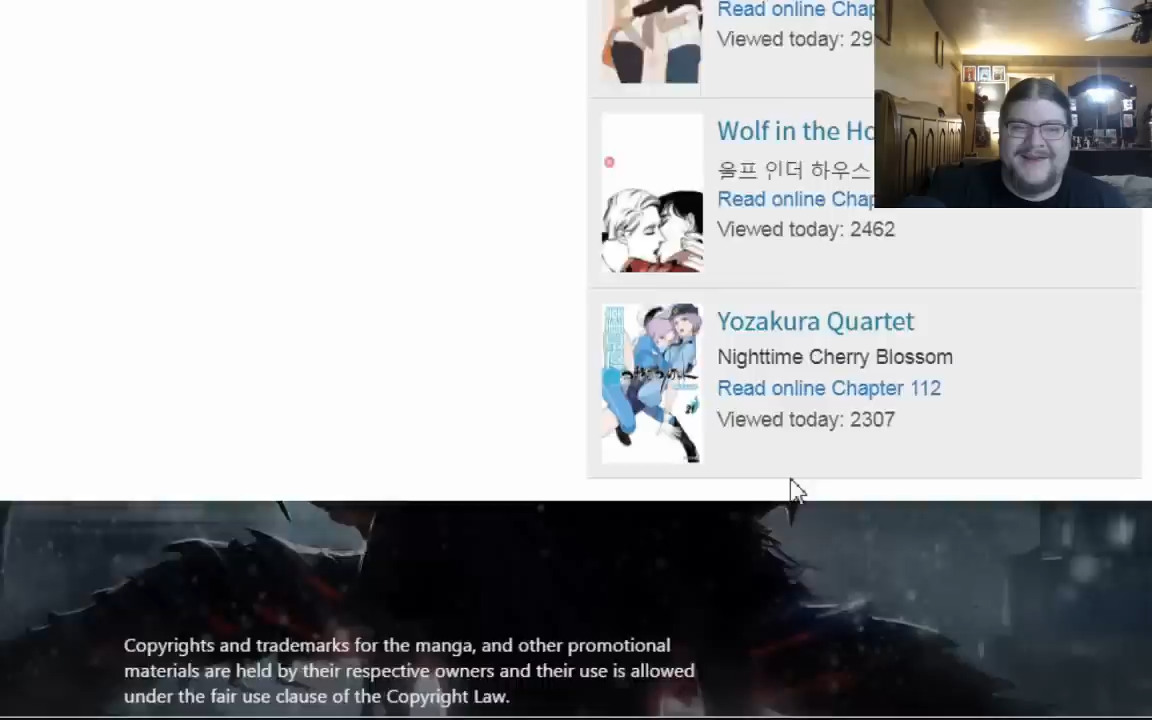 Read online Chap
Viewed today: 29
Wolf in the Ho
울프 인더 하우스
Read online Chap
Viewed today: 2462
Yozakura Quartet
Nighttime Cherry Blossom
Read online Chapter 112
Viewed today: 2307
Copyrights and trademarks for the manga, and other promotional
materials are held by their respective owners and their use is allowed
under the fair use clause of the Copyright Law.